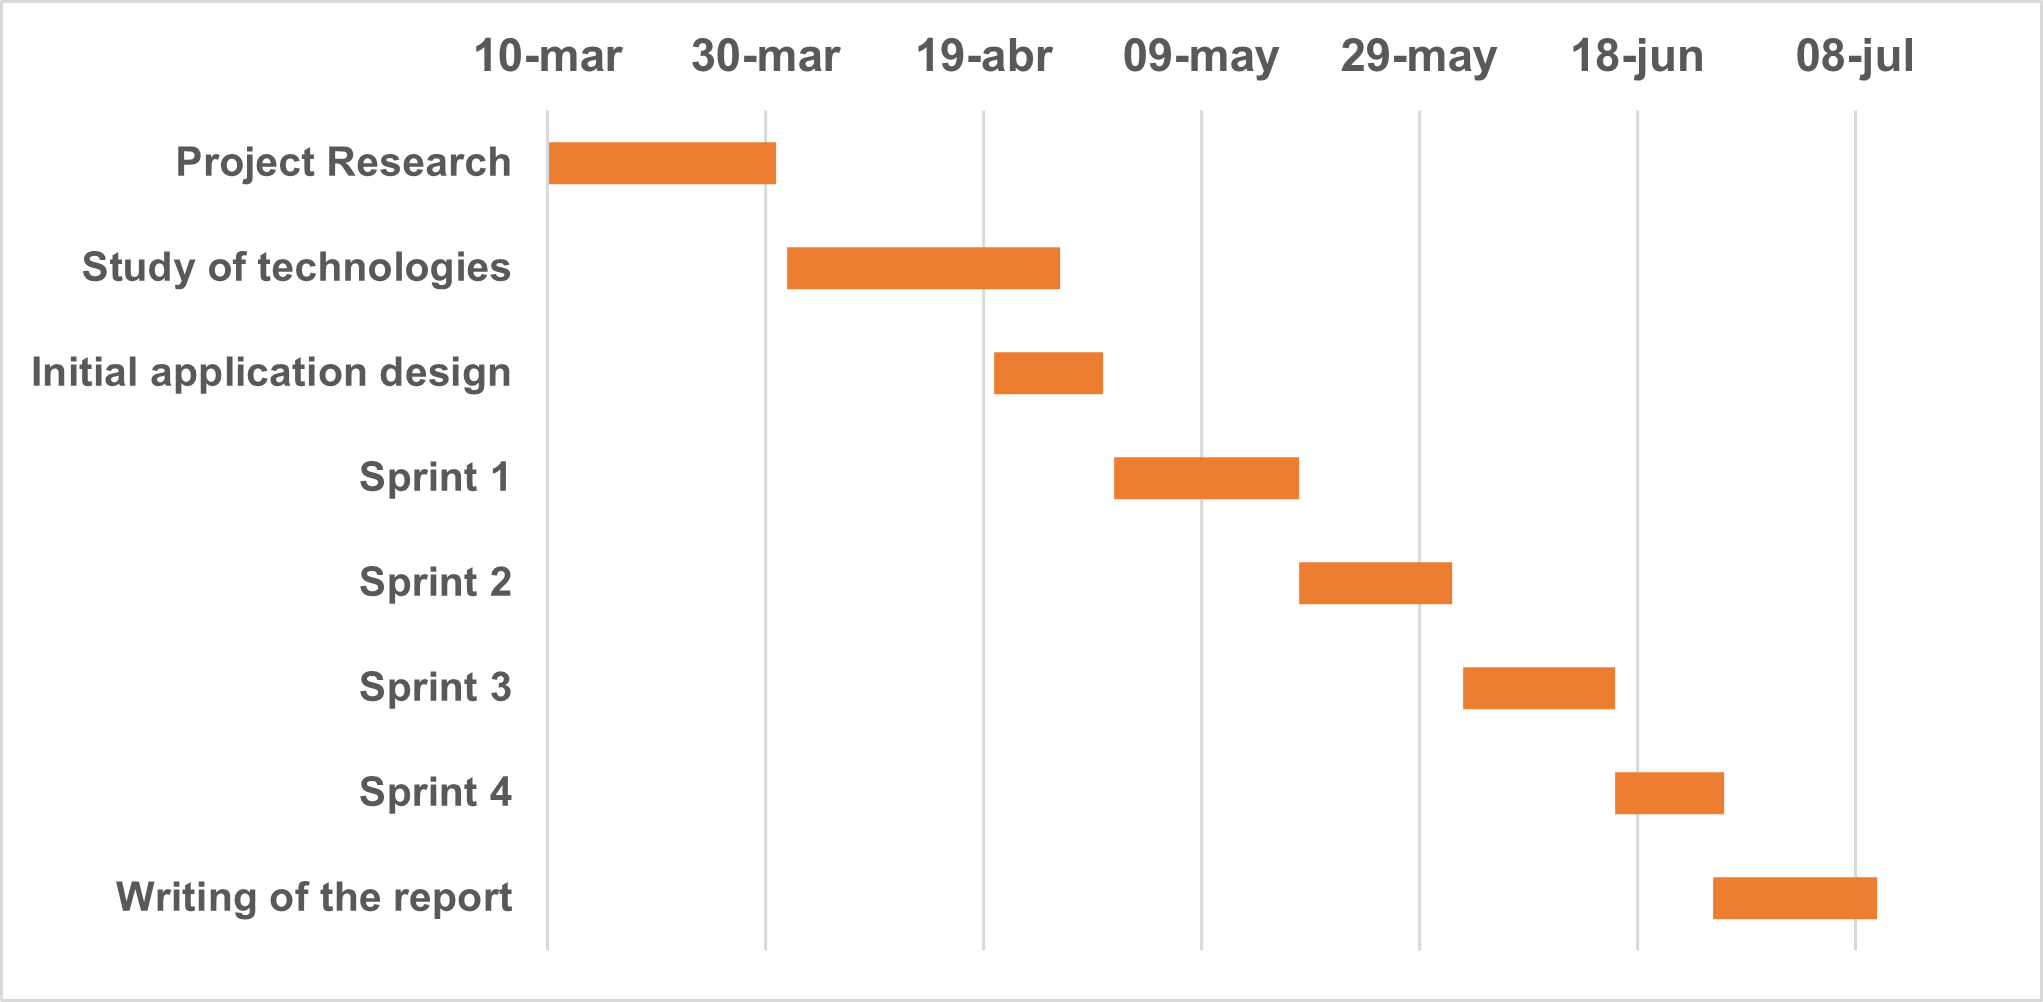 10-mar 30-mar 19-abr 09-may 29-may 18-jun 08-jul
Project Research
Study of technologies
Initial application design
Sprint 1
Sprint 2
Sprint 3
Sprint 4
Writing of the report